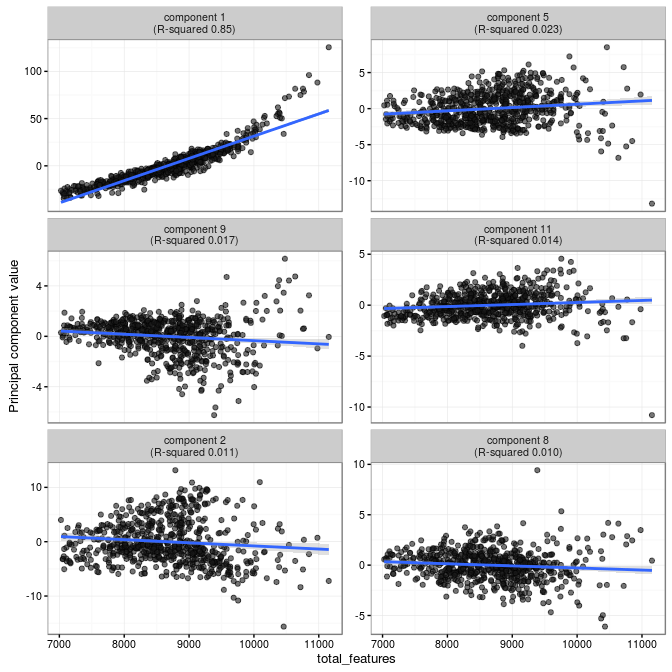 component 1
(R-squared 0.85)
component 5
(R-squared 0.023)
100
50
0
5
0
-5
-10
component 9
(R-squared 0.017)
component 11
(R-squared 0.014)
4
0
-4
5
0
-5
-10
component 2
(R-squared 0.011)
component 8
(R-squared 0.010)
10
0
-10
10
5
0
-5
7000 8000 9000 10000 11000
7000 8000 9000 10000 11000
total_features
Principal component value